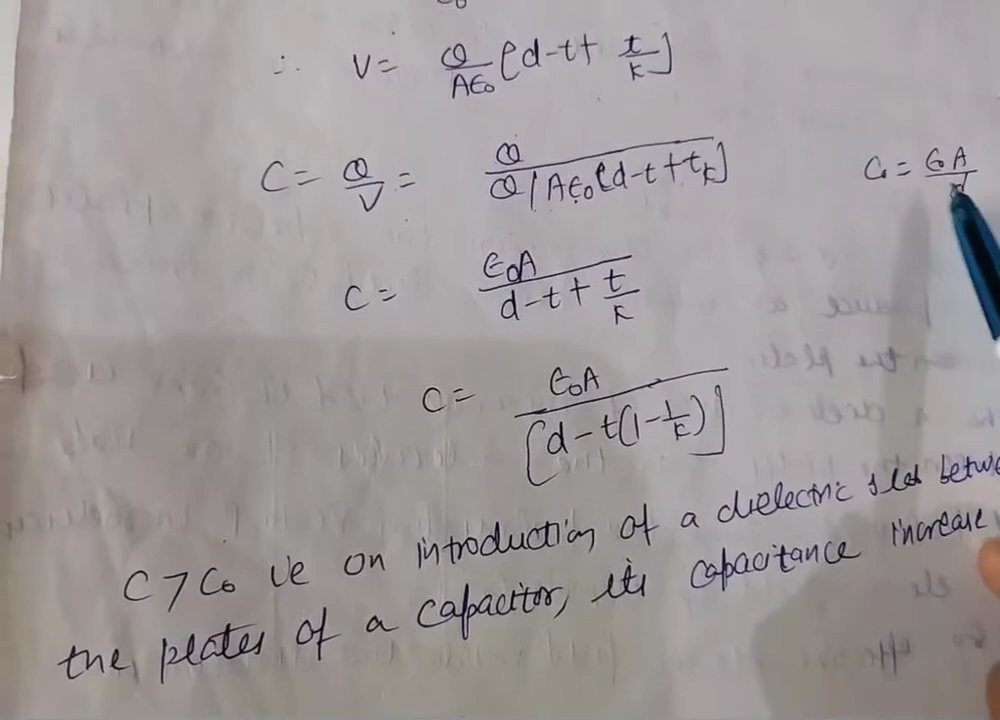 ∴ V = Q/Aε₀ [d-t+ t/k]
C = Q/V = Q / Q/Aε₀[d-t+t/k]
C₀ = ε₀A/d
C = ε₀A / d-t+ t/k
C = ε₀A / [d-t(1-1/k)]
C > C₀ ie on introduction of a dielectric slab
the plates of a capacitor, its capacitance increase